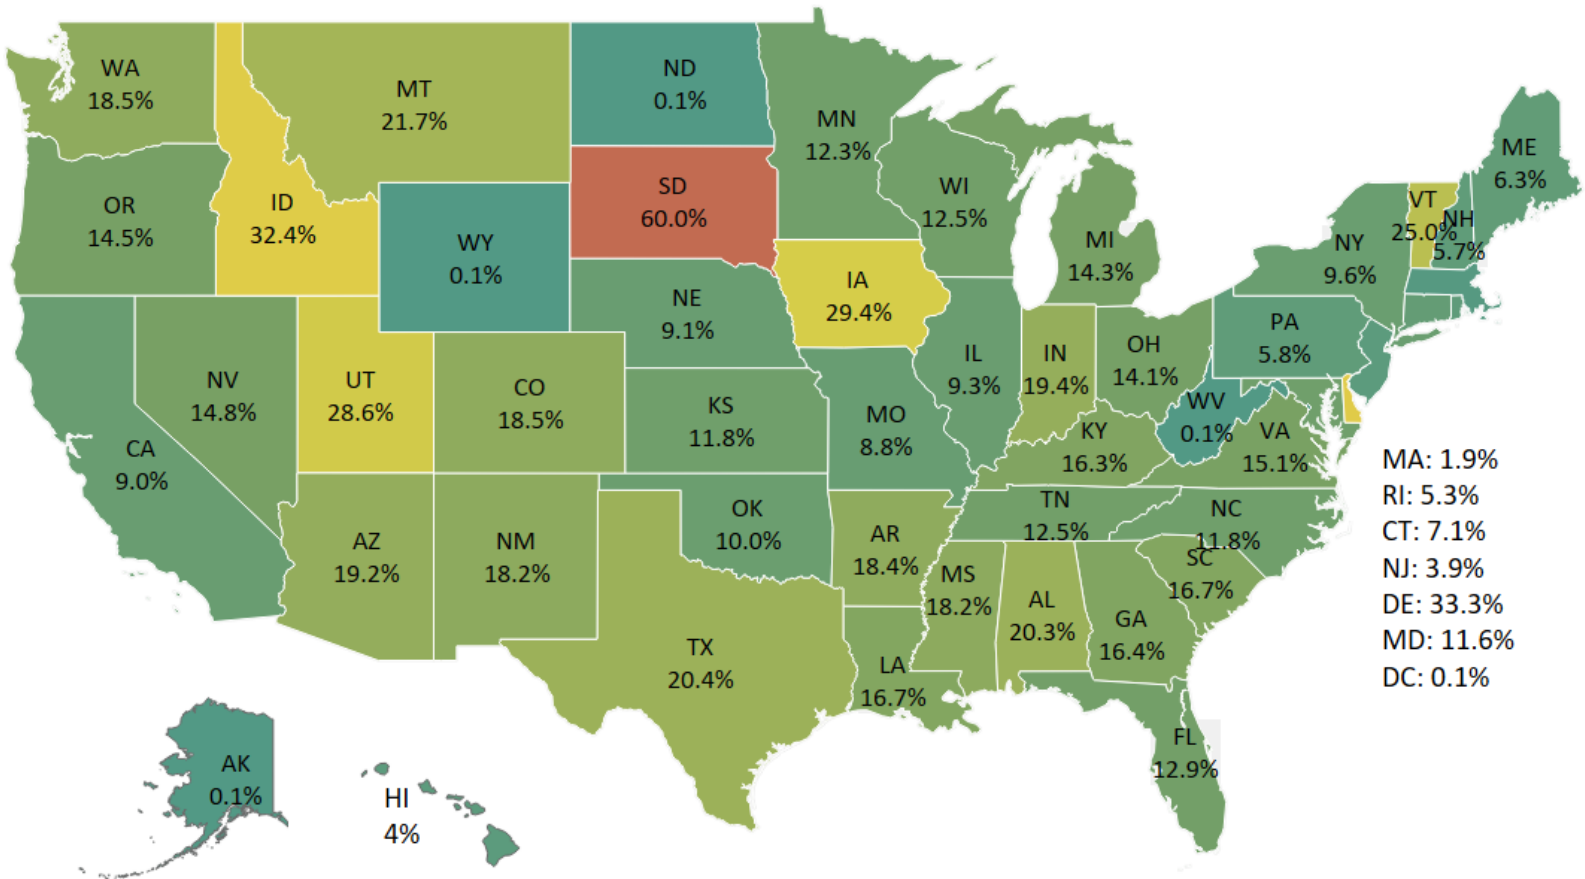 WA
18.5%
MT
21.7%
ND
0.1%
MN
12.3%
ME
6.3%
SD
60.0%
WI
12.5%
OR
14.5%
ID
32.4%
VT
25.0%
NH
5.7%
WY
0.1%
MI
14.3%
NY
9.6%
IA
29.4%
NE
9.1%
PA
5.8%
IL
9.3%
IN
19.4%
OH
14.1%
NV
14.8%
UT
28.6%
CO
18.5%
KS
11.8%
MO
8.8%
WV
0.1%
VA
15.1%
KY
16.3%
CA
9.0%
MA: 1.9%
RI: 5.3%
CT: 7.1%
NJ: 3.9%
DE: 33.3%
MD: 11.6%
DC: 0.1%
AZ
19.2%
NM
18.2%
OK
10.0%
AR
18.4%
TN
12.5%
NC
11.8%
SC
16.7%
MS
18.2%
AL
20.3%
GA
16.4%
TX
20.4%
LA
16.7%
FL
12.9%
AK
0.1%
HI
4%